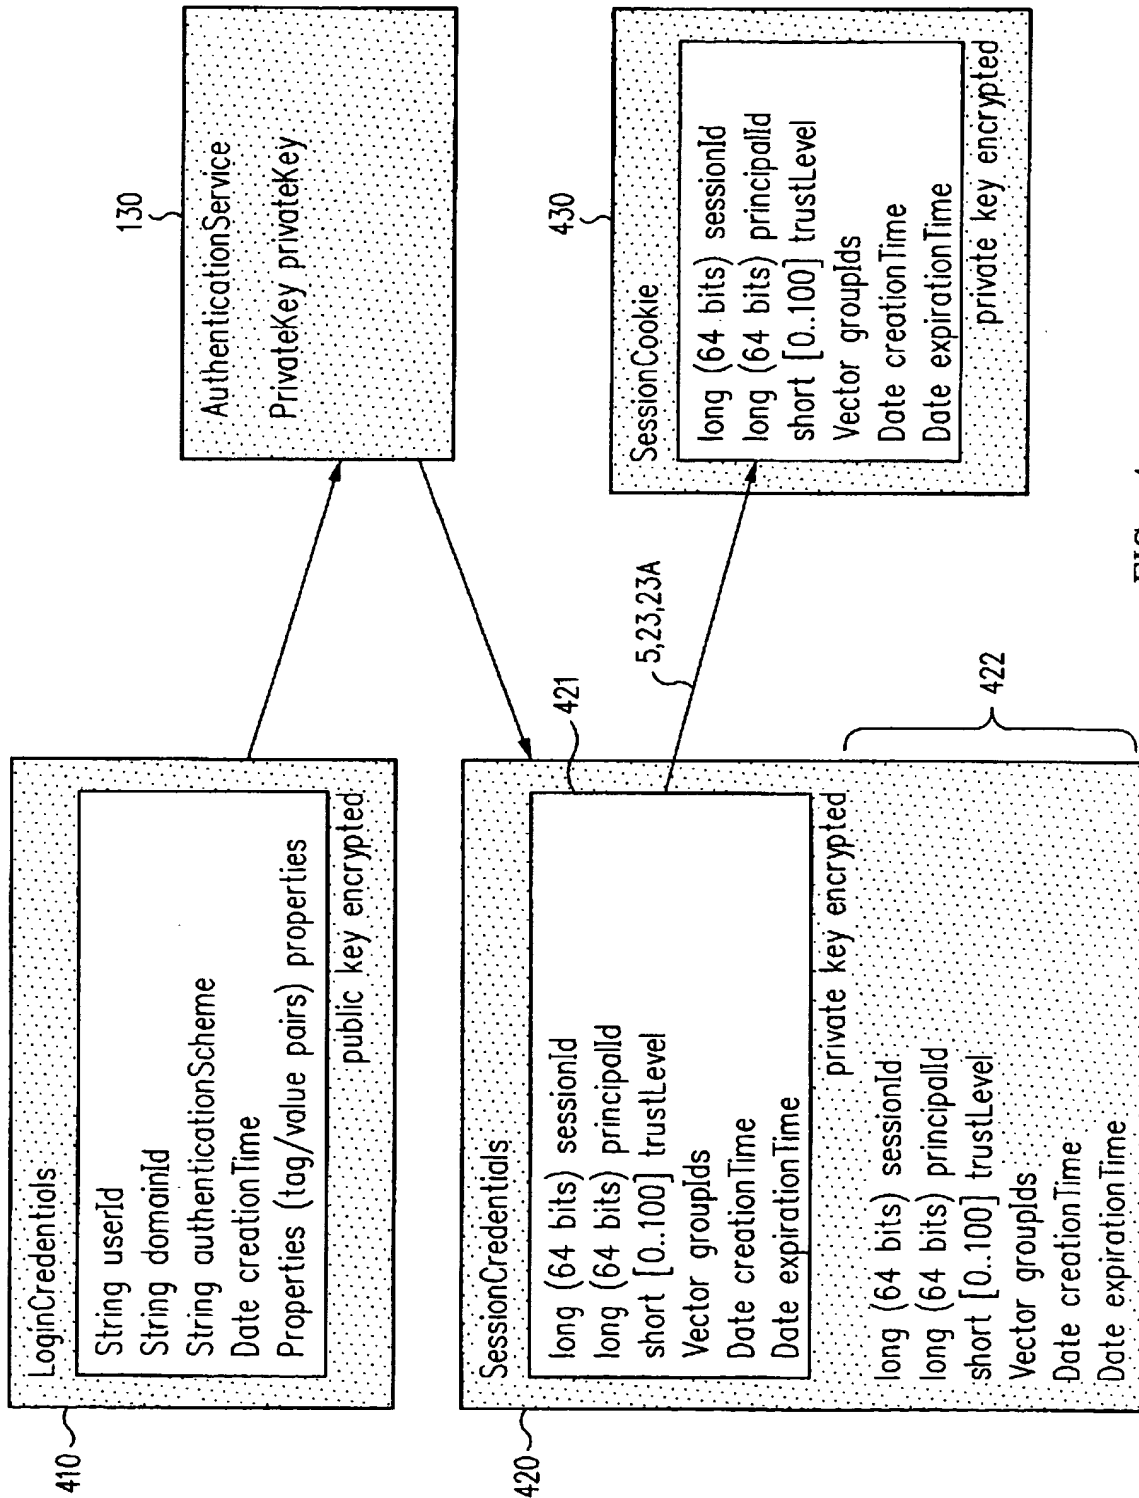 410
LoginCredentials
String userId
String domainId
String authenticationScheme
Date creationTime
Properties (tag/value pairs) properties
public key encrypted
130
AuthenticationService
PrivateKey privateKey
420
SessionCredentials
421
long (64 bits) sessionId
long (64 bits) principalId
short [0..100] trustLevel
Vector groupIds
Date creationTime
Date expirationTime
private key encrypted
422
long (64 bits) sessionId
long (64 bits) principalId
short [0..100] trustLevel
Vector groupIds
Date creationTime
Date expirationTime
5,23,23A
430
SessionCookie
long (64 bits) sessionId
long (64 bits) principalId
short [0..100] trustLevel
Vector groupIds
Date creationTime
Date expirationTime
private key encrypted